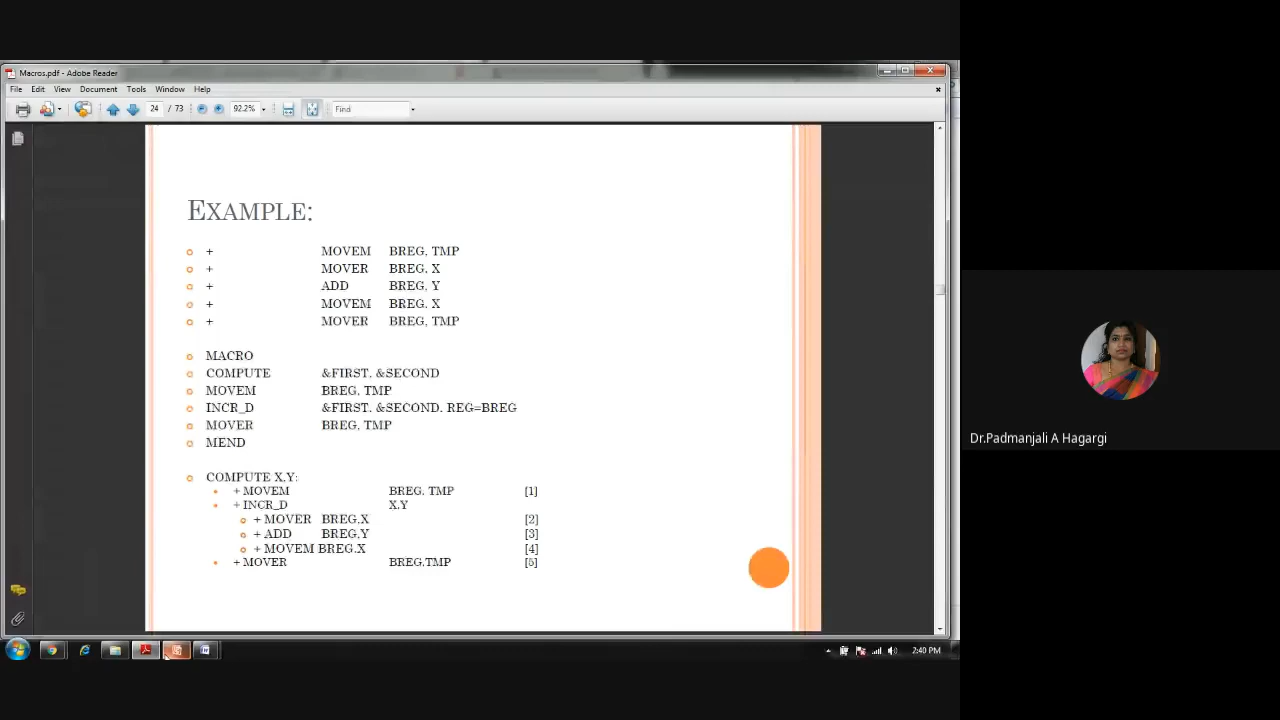 Macros.pdf - Adobe Reader
File Edit View Document Tools Window Help
24 / 73 92.2% Find
EXAMPLE:
+ MOVEM BREG, TMP
+ MOVER BREG, X
+ ADD BREG, Y
+ MOVEM BREG, X
+ MOVER BREG, TMP
MACRO
COMPUTE &FIRST, &SECOND
MOVEM BREG, TMP
INCR_D &FIRST, &SECOND, REG=BREG
MOVER BREG, TMP
MEND
COMPUTE X,Y:
+ MOVEM BREG, TMP [1]
+ INCR_D X,Y
+ MOVER BREG,X [2]
+ ADD BREG,Y [3]
+ MOVEM BREG,X [4]
+ MOVER BREG,TMP [5]
Dr.Padmanjali A Hagargi
2:40 PM